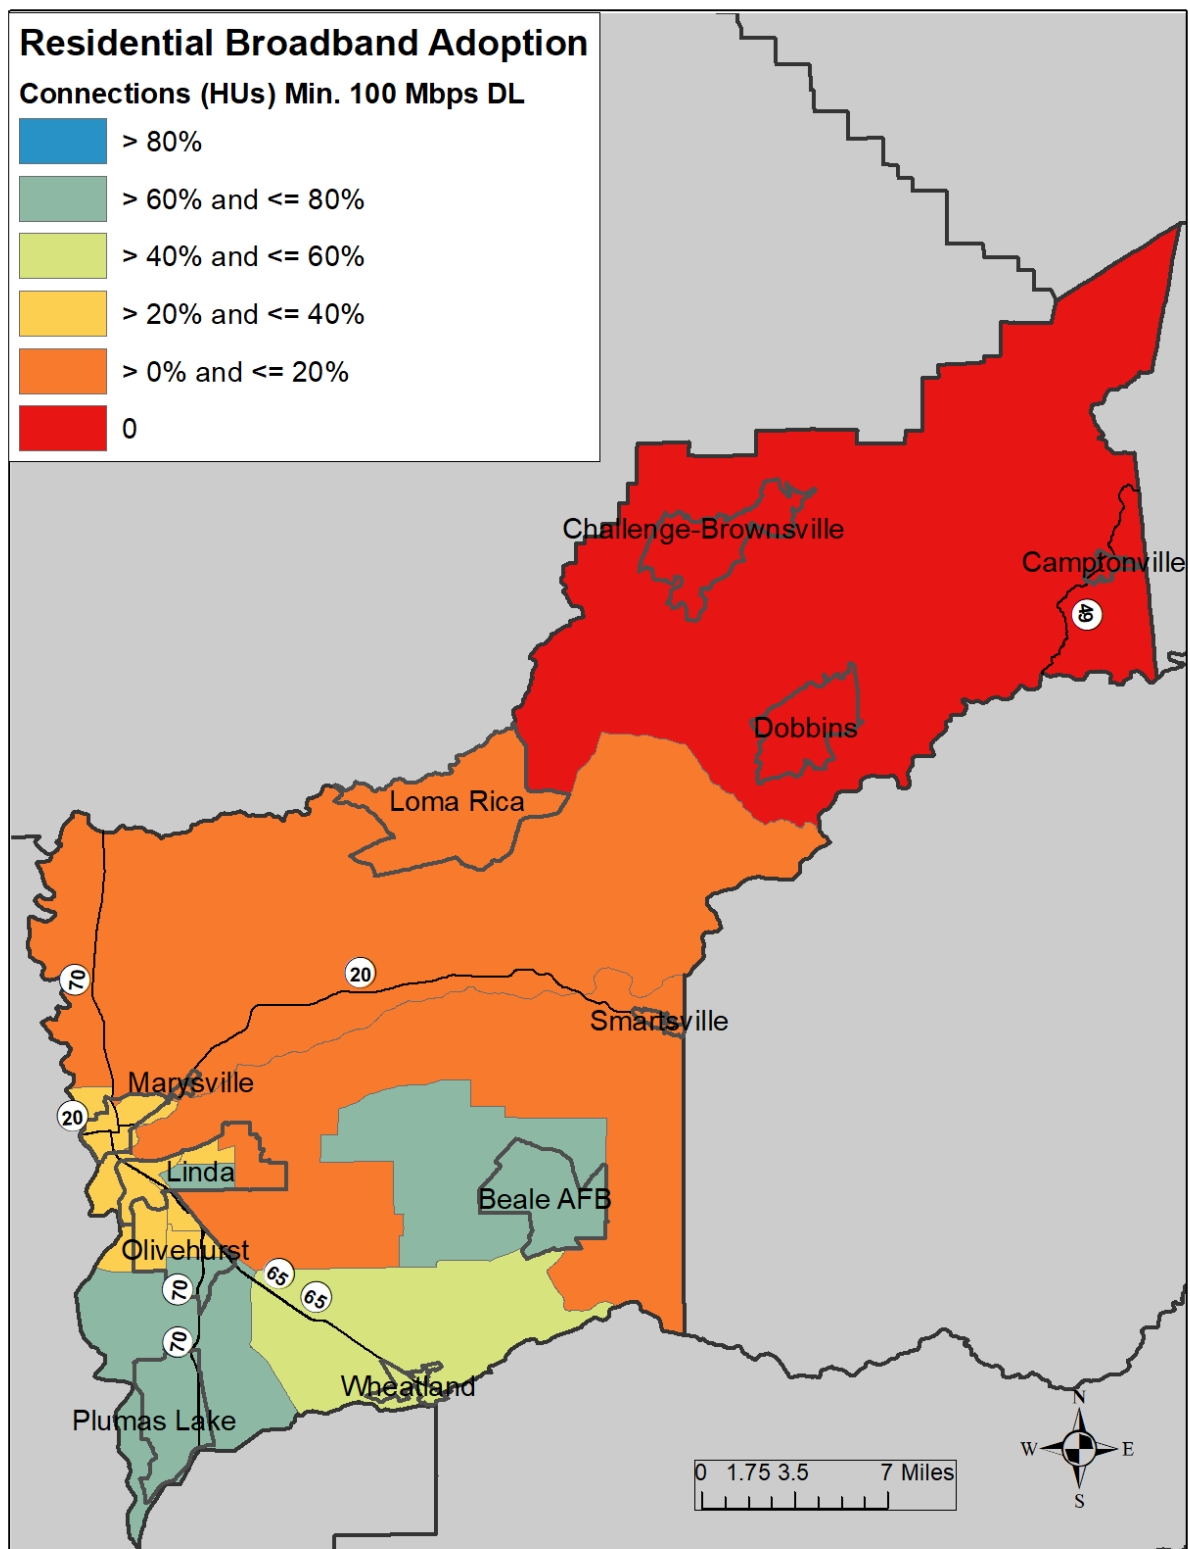 Residential Broadband Adoption
Connections (HUs) Min. 100 Mbps DL
> 80%
> 60% and <= 80%
> 40% and <= 60%
> 20% and <= 40%
> 0% and <= 20%
0
Challenge-Brownsville
Camptonville
49
Dobbins
Loma Rica
70
20
Smartsville
Marysville
20
Linda
Beale AFB
Olivehurst
70
65
65
70
Wheatland
Plumas Lake
N
W E
S
0 1.75 3.5 7 Miles